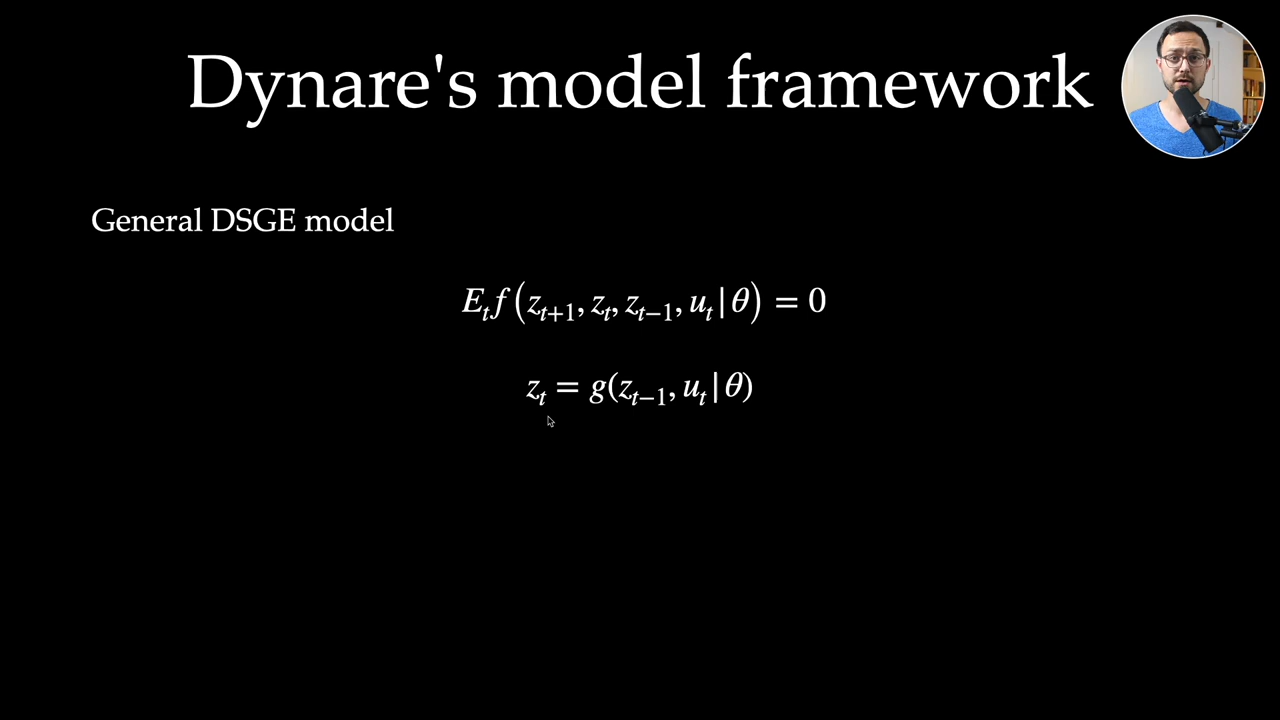 Dynare's model framework
General DSGE model
E_t f(z_{t+1}, z_t, z_{t−1}, u_t | θ) = 0
z_t = g(z_{t−1}, u_t | θ)